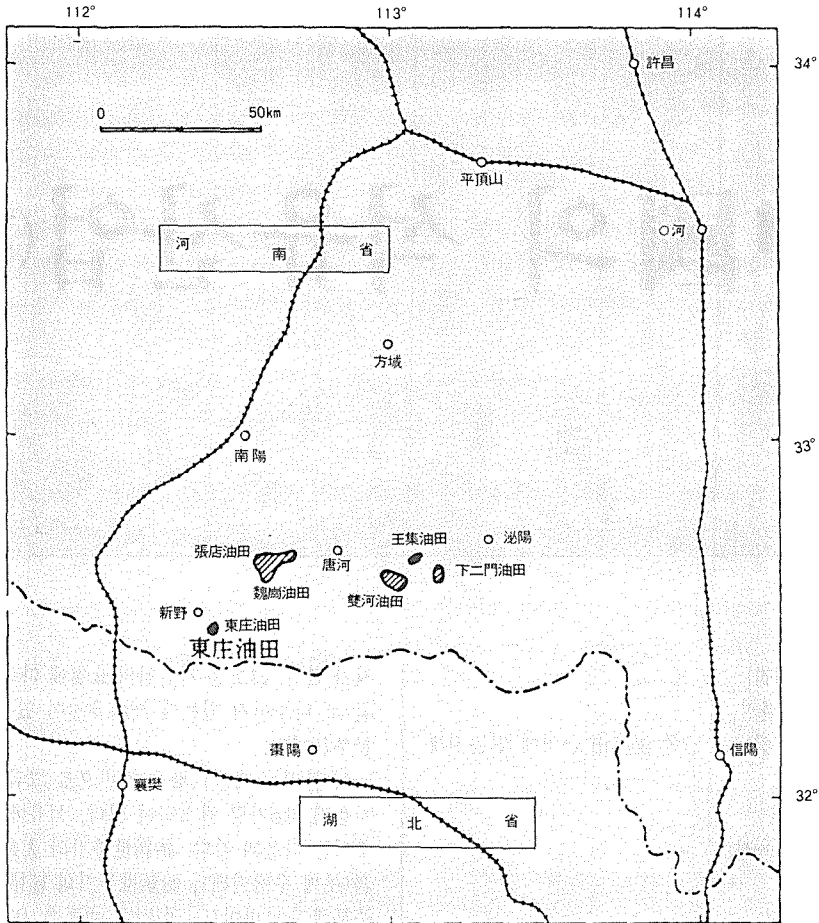 112°
113°
114°
34°
許昌
0 50km
平頂山
河 南 省
河
方域
33°
南陽
王集油田
泌陽
張店油田
唐河
下二門油田
魏崗油田
雙河油田
新野
東庄油田
東庄油田
棗陽
信陽
襄樊
32°
湖 北 省